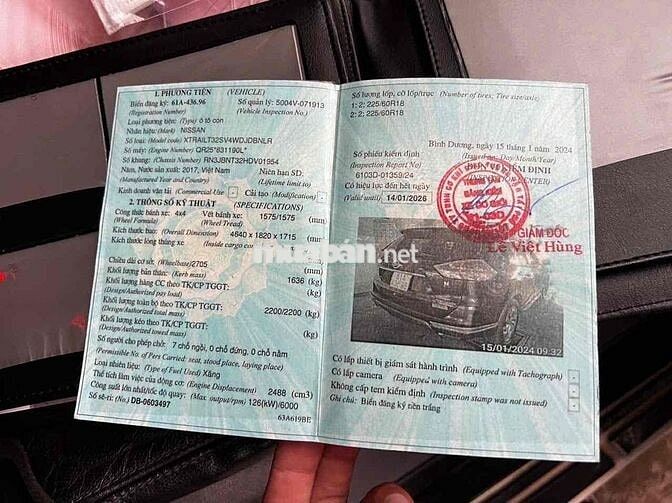 1. PHƯƠNG TIỆN (VEHICLE)
Biển đăng ký: 61A-436.96 Số quản lý: 5004V-071913
(Registration Number) (Vehicle Inspection No.)
Loại phương tiện: (Type) ô tô con
Nhãn hiệu: (Mark) NISSAN
Số loại: (Model code) XTRAILT32SV4WDJDBNLR
Số máy: (Engine Number) QR25*831190L*
Số khung: (Chassis Number) RN3JBNT32HDV01954
Năm, Nước sản xuất: 2017, Việt Nam Niên hạn SD:
(Manufactured Year and Country) (Lifetime limit to)
Kinh doanh vận tải (Commercial Use) - Cải tạo (Modification) -
2. THÔNG SỐ KỸ THUẬT (SPECIFICATIONS)
Công thức bánh xe: 4x4 Vết bánh xe: 1575/1575 (mm)
(Wheel Formula) (Wheel Tread)
Kích thước bao: (Overall Dimension) 4640 x 1820 x 1715 (mm)
Kích thước lòng thùng xe: (mm)
(Inside cargo
Chiều dài cơ sở: (Wheelbase) 2705 (mm)
Khối lượng bản thân: (Kerb mass) 1636 (kg)
Khối lượng hàng CC theo TK/CP TGGT: (kg)
(Design/Authorized pay load)
Khối lượng toàn bộ theo TK/CP TGGT: 2200/2200 (kg)
(Design/Authorized total mass)
Khối lượng kéo theo TK/CP TGGT: (kg)
(Design/Authorized towed mass)
Số người cho phép chở: 7 chỗ ngồi, 0 chỗ đứng, 0 chỗ nằm
(Permissible No. of Pers Carried: seat, stood place, laying place)
Loại nhiên liệu: (Type of Fuel Used) Xăng
Thể tích làm việc của động cơ: (Engine Displacement) 2488 (cm3)
Công suất lớn nhất/tốc độ quay: (Max output/rpm) 126(kW)/6000
Số sê-ri: (No.) DB-0603497
63A619BE
Số lượng lốp, cỡ lốp/trục (Number of tires; Tire size/axle)
1: 2; 225/60R18
2: 2; 225/60R18
Bình Dương, ngày 15 tháng 1 năm 2024
(Issued on: Day/Month/Year)
Số phiếu kiểm định KIỂM ĐỊNH
(Inspection Report No) CENTER)
6103D-01359/24
Có hiệu lực đến hết ngày
(Valid until) 14/01/2026
GIÁM ĐỐC
Lê Việt Hùng
muaban.net
15/01/2024 09:32
Có lắp thiết bị giám sát hành trình (Equipped with Tachograph) -
Có lắp camera (Equipped with camera) -
Không cấp tem kiểm định (Inspection stamp was not issued) -
Ghi chú: Biển đăng ký nền trắng